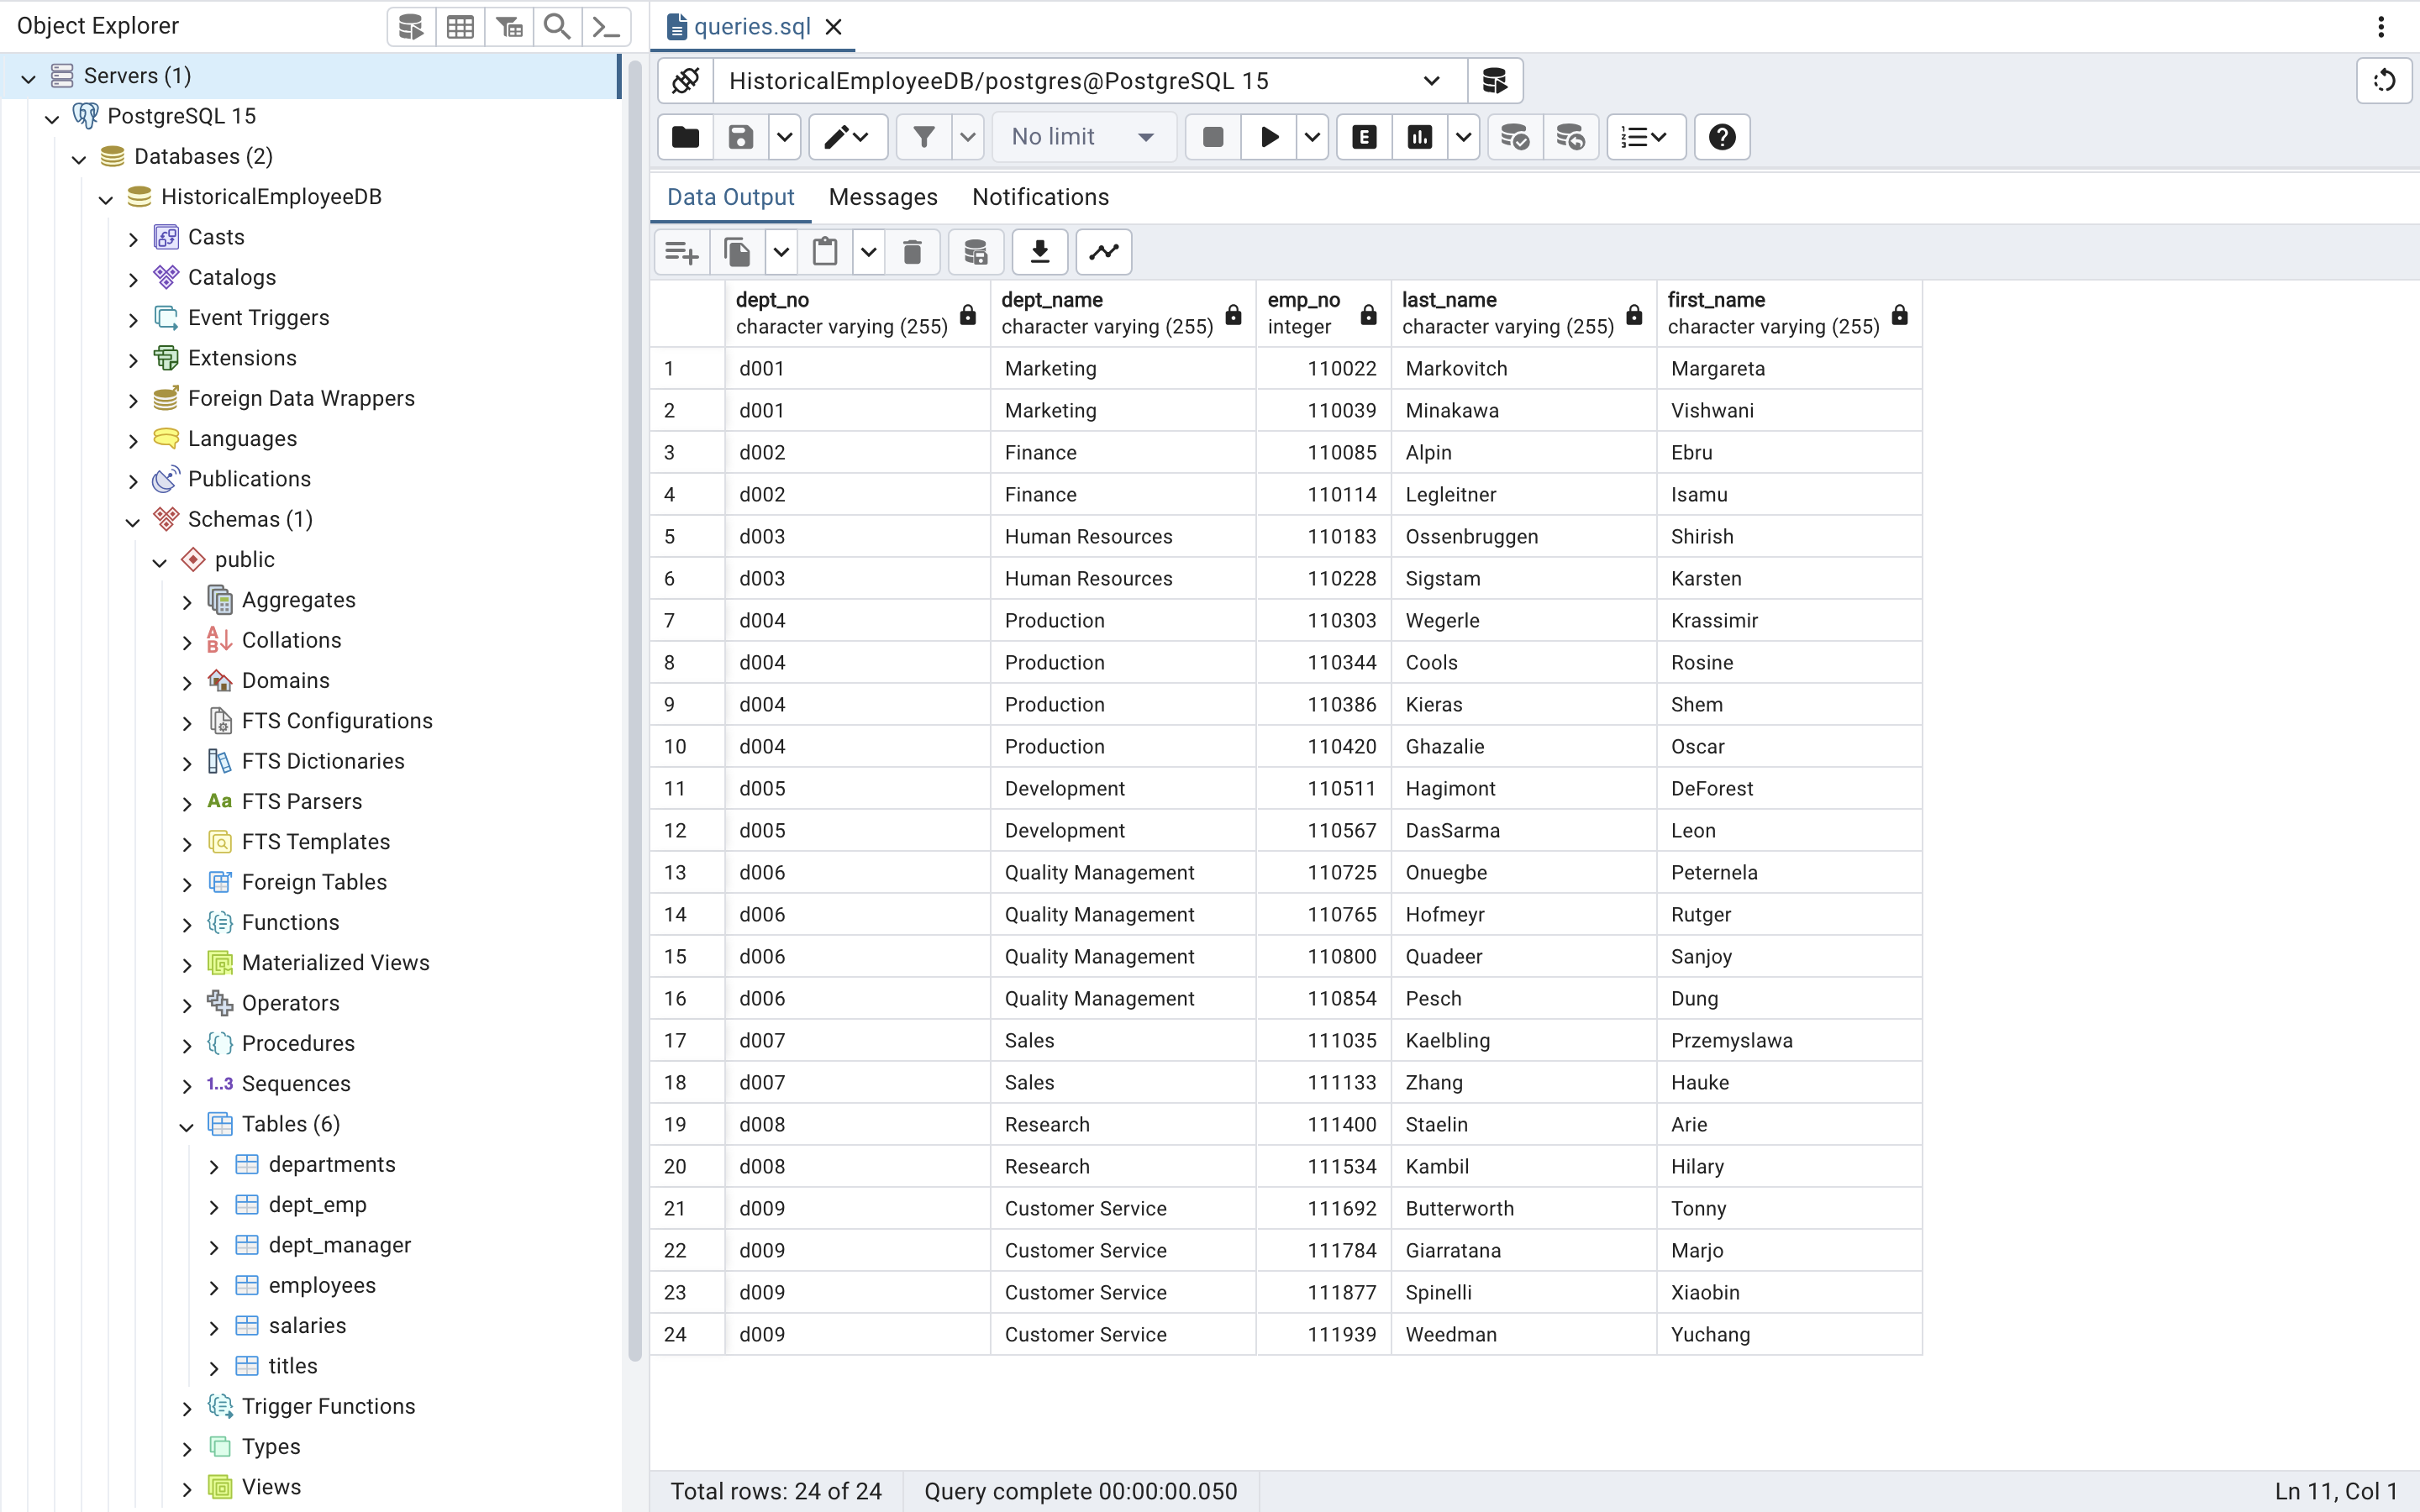 Object Explorer
Servers (1)
PostgreSQL 15
Databases (2)
HistoricalEmployeeDB
Casts
Catalogs
Event Triggers
Extensions
Foreign Data Wrappers
Languages
Publications
Schemas (1)
public
Aggregates
Collations
Domains
FTS Configurations
FTS Dictionaries
Aa FTS Parsers
FTS Templates
Foreign Tables
Functions
Materialized Views
Operators
Procedures
1..3 Sequences
Tables (6)
departments
dept_emp
dept_manager
employees
salaries
titles
Trigger Functions
Types
Views
queries.sql
HistoricalEmployeeDB/postgres@PostgreSQL 15
No limit E
Data Output Messages Notifications
dept_no dept_name emp_no last_name first_name
character varying (255) character varying (255) integer character varying (255) character varying (255)
1 d001 Marketing 110022 Markovitch Margareta
2 d001 Marketing 110039 Minakawa Vishwani
3 d002 Finance 110085 Alpin Ebru
4 d002 Finance 110114 Legleitner Isamu
5 d003 Human Resources 110183 Ossenbruggen Shirish
6 d003 Human Resources 110228 Sigstam Karsten
7 d004 Production 110303 Wegerle Krassimir
8 d004 Production 110344 Cools Rosine
9 d004 Production 110386 Kieras Shem
10 d004 Production 110420 Ghazalie Oscar
11 d005 Development 110511 Hagimont DeForest
12 d005 Development 110567 DasSarma Leon
13 d006 Quality Management 110725 Onuegbe Peternela
14 d006 Quality Management 110765 Hofmeyr Rutger
15 d006 Quality Management 110800 Quadeer Sanjoy
16 d006 Quality Management 110854 Pesch Dung
17 d007 Sales 111035 Kaelbling Przemyslawa
18 d007 Sales 111133 Zhang Hauke
19 d008 Research 111400 Staelin Arie
20 d008 Research 111534 Kambil Hilary
21 d009 Customer Service 111692 Butterworth Tonny
22 d009 Customer Service 111784 Giarratana Marjo
23 d009 Customer Service 111877 Spinelli Xiaobin
24 d009 Customer Service 111939 Weedman Yuchang
Total rows: 24 of 24 Query complete 00:00:00.050 Ln 11, Col 1